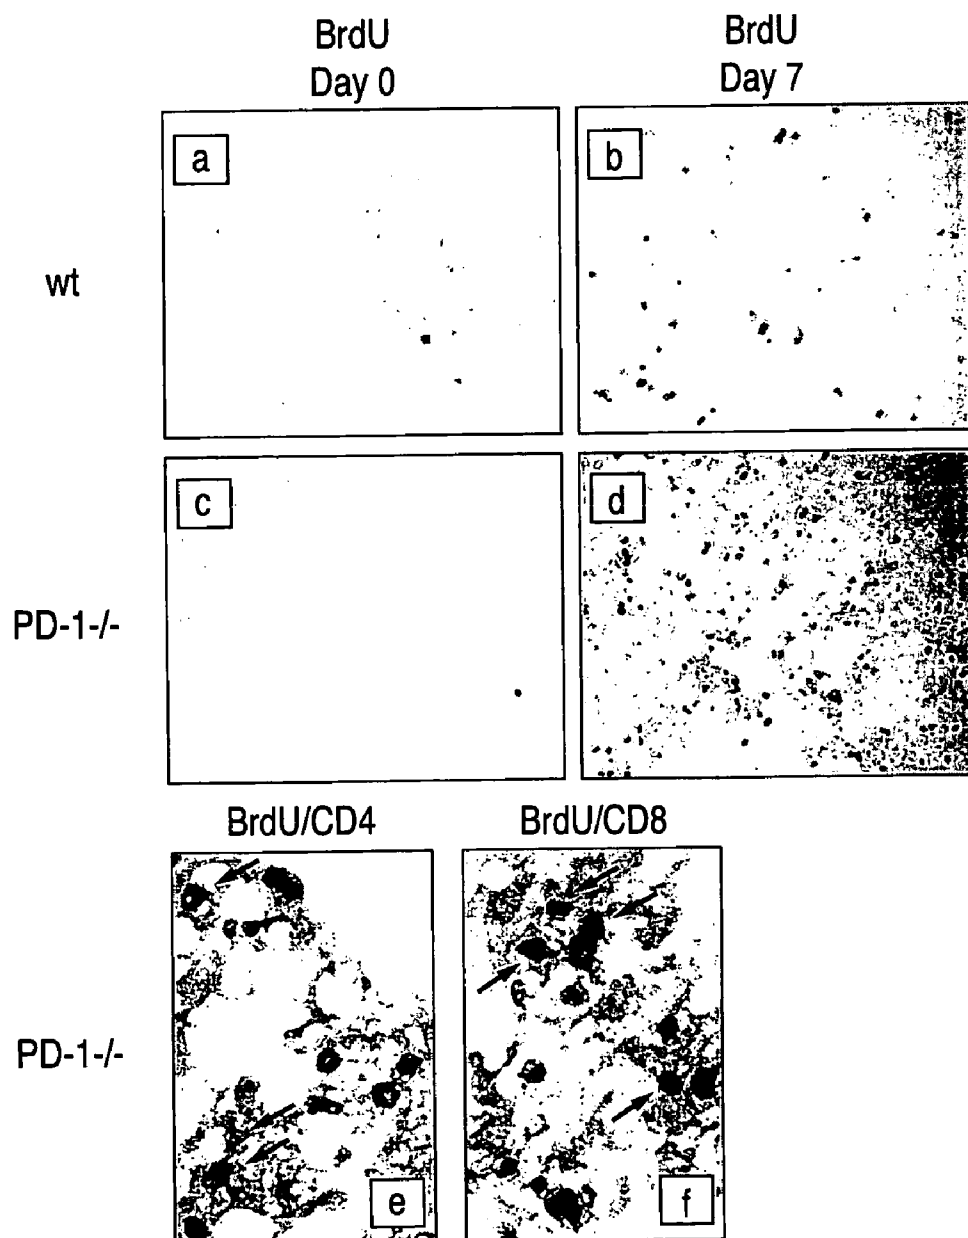 BrdU
Day 0
BrdU
Day 7
a
b
wt
c
d
PD-1-/-
BrdU/CD4
BrdU/CD8
PD-1-/-
e
f